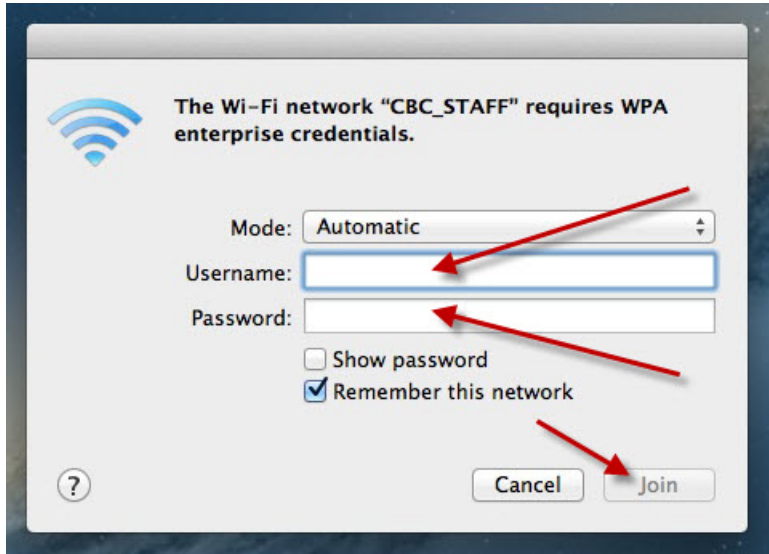 The Wi-Fi network “CBC_STAFF” requires WPA
enterprise credentials.
Mode: Automatic
Username:
Password:
Show password
Remember this network
? Cancel Join